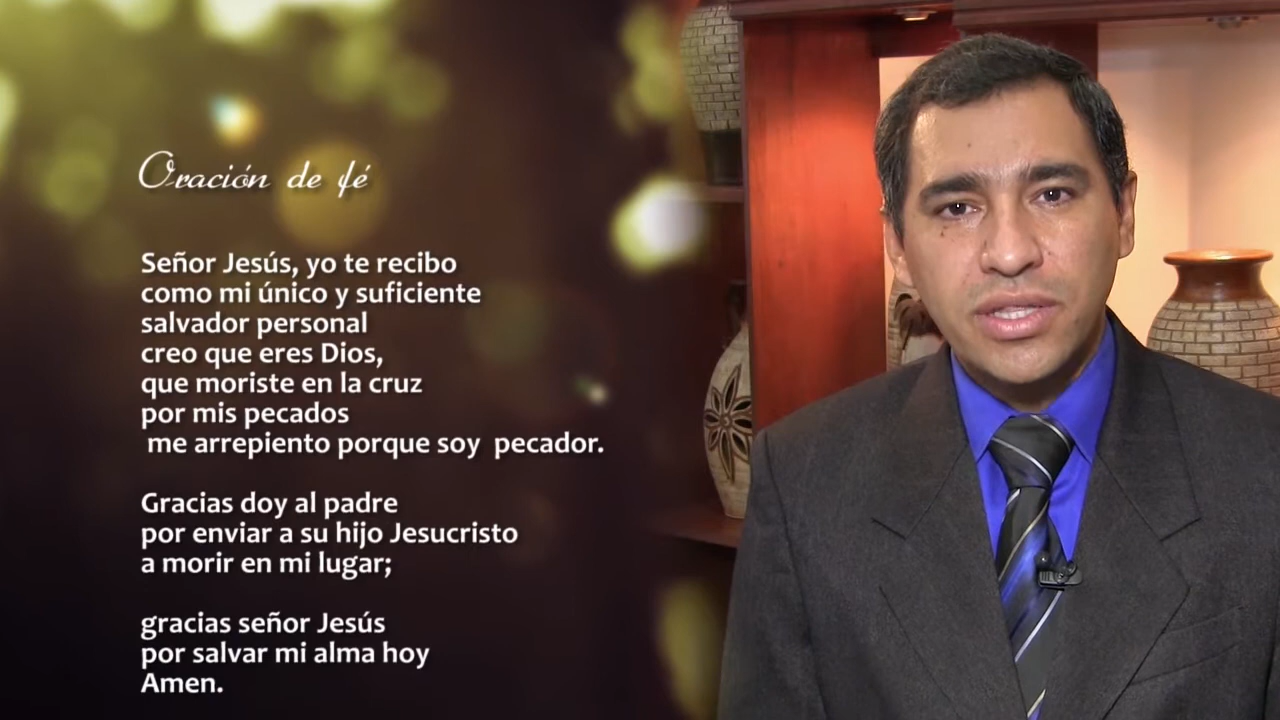 Oración de fé
Señor Jesús, yo te recibo
como mi único y suficiente
salvador personal
creo que eres Dios,
que moriste en la cruz
por mis pecados
me arrepiento porque soy pecador.
Gracias doy al padre
por enviar a su hijo Jesucristo
a morir en mi lugar;
gracias señor Jesús
por salvar mi alma hoy
Amen.